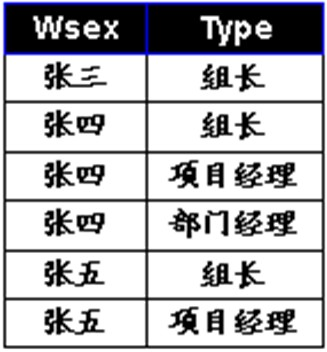 Wsex Type
张三 组长
张四 组长
张四 项目经理
张四 部门经理
张五 组长
张五 项目经理